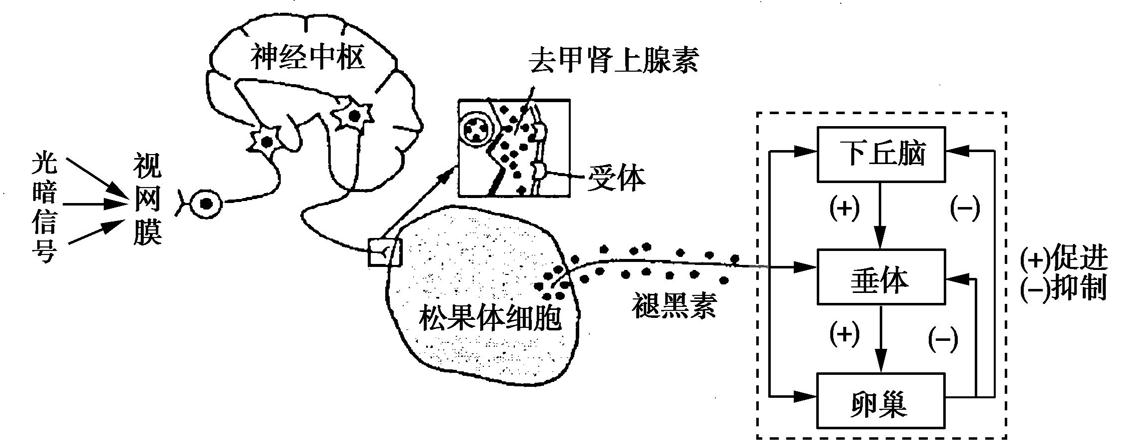 神经中枢
去甲肾上腺素
受体
光暗信号
视网膜
松果体细胞
褪黑素
下丘脑
(+)
(−)
垂体
(+)
(−)
卵巢
(+)促进
(−)抑制